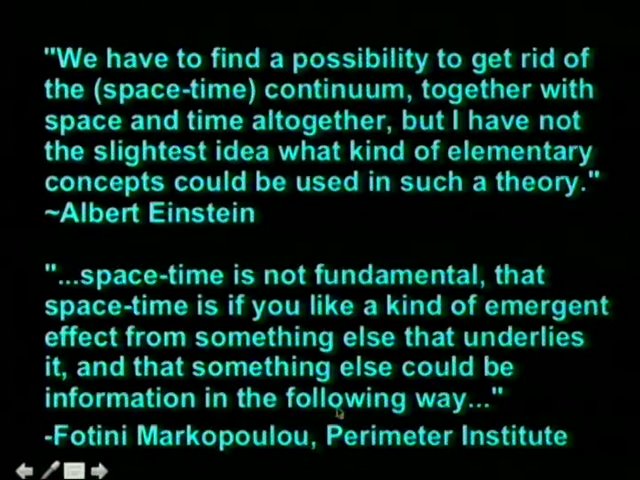 "We have to find a possibility to get rid of
the (space-time) continuum, together with
space and time altogether, but I have not
the slightest idea what kind of elementary
concepts could be used in such a theory."
~Albert Einstein
"...space-time is not fundamental, that
space-time is if you like a kind of emergent
effect from something else that underlies
it, and that something else could be
information in the following way..."
-Fotini Markopoulou, Perimeter Institute